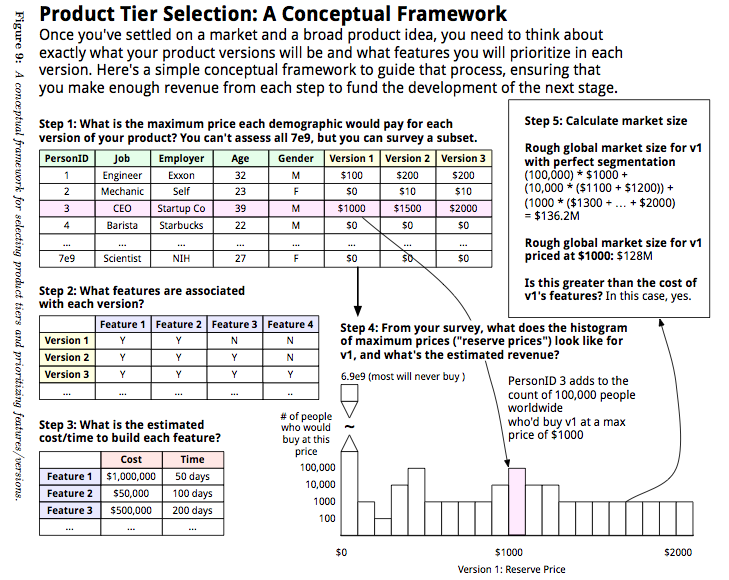 Product Tier Selection: A Conceptual Framework
Once you've settled on a market and a broad product idea, you need to think about
exactly what your product versions will be and what features you will prioritize in each
version. Here's a simple conceptual framework to guide that process, ensuring that
you make enough revenue from each step to fund the development of the next stage.
Step 1: What is the maximum price each demographic would pay for each
version of your product? You can't assess all 7e9, but you can survey a subset.
PersonID Job Employer Age Gender Version 1 Version 2 Version 3
1 Engineer Exxon 32 M $100 $200 $200
2 Mechanic Self 23 F $0 $10 $10
3 CEO Startup Co 39 M $1000 $1500 $2000
4 Barista Starbucks 22 M $0 $0 $0
... ... ... ... ... ... ... ...
7e9 Scientist NIH 27 F $0 $0 $0
Step 2: What features are associated
with each version?
Feature 1 Feature 2 Feature 3 Feature 4
Version 1 Y Y N N
Version 2 Y Y Y N
Version 3 Y Y Y Y
... ... ... ... ...
Step 3: What is the estimated
cost/time to build each feature?
Cost Time
Feature 1 $1,000,000 50 days
Feature 2 $50,000 100 days
Feature 3 $500,000 200 days
... ... ...
Step 4: From your survey, what does the histogram
of maximum prices ("reserve prices") look like for
v1, and what's the estimated revenue?
6.9e9 (most will never buy )
# of people
who would
buy at this
price
~
100,000
10,000
1000
100
PersonID 3 adds to the
count of 100,000 people
worldwide
who'd buy v1 at a max
price of $1000
$0 $1000 $2000
Version 1: Reserve Price
Step 5: Calculate market size
Rough global market size for v1
with perfect segmentation
(100,000) * $1000 +
(10,000 * ($1100 + $1200)) +
(1000 * ($1300 + ... + $2000)
= $136.2M
Rough global market size for v1
priced at $1000: $128M
Is this greater than the cost of
v1's features? In this case, yes.
Figure 9: A conceptual framework for selecting product tiers and prioritizing features/versions.